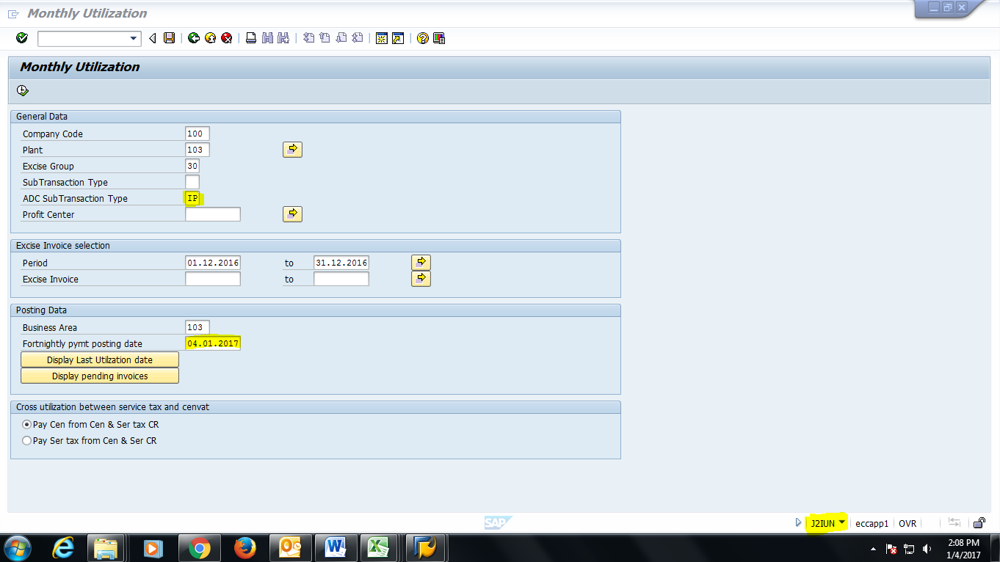 Monthly Utilization
Monthly Utilization
General Data
Company Code 100
Plant 103
Excise Group 30
SubTransaction Type
ADC SubTransaction Type IP
Profit Center
Excise Invoice selection
Period 01.12.2016 to 31.12.2016
Excise Invoice to
Posting Data
Business Area 103
Fortnightly pymt posting date 04.01.2017
Display Last Utilzation date
Display pending invoices
Cross utilization between service tax and cenvat
Pay Cen from Cen & Ser tax CR
Pay Ser tax from Cen & Ser CR
SAP J2IUN eccapp1 OVR
2:08 PM
1/4/2017